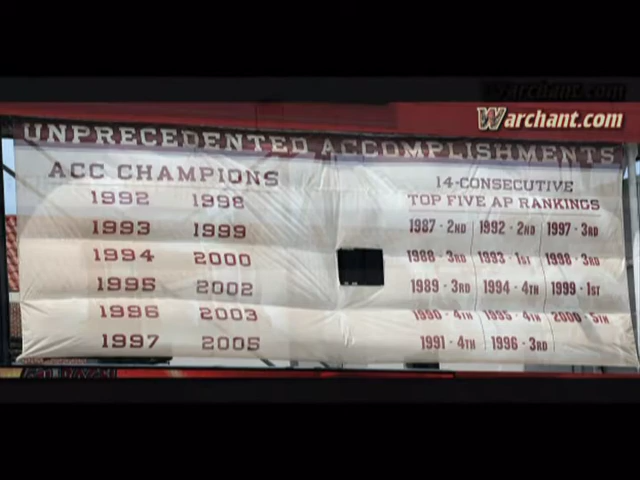 Warchant.com
Warchant.com
UNPRECEDENTED ACCOMPLISHMENTS
ACC CHAMPIONS
1992 1998
1993 1999
1994 2000
1995 2002
1996 2003
1997 2005
14-CONSECUTIVE
TOP FIVE AP RANKINGS
1987 - 2ND 1992 - 2ND 1997 - 3RD
1988 - 3RD 1993 - 1ST 1998 - 3RD
1989 - 3RD 1994 - 4TH 1999 - 1ST
1990 - 4TH 1995 - 4TH 2000 - 5TH
1991 - 4TH 1996 - 3RD